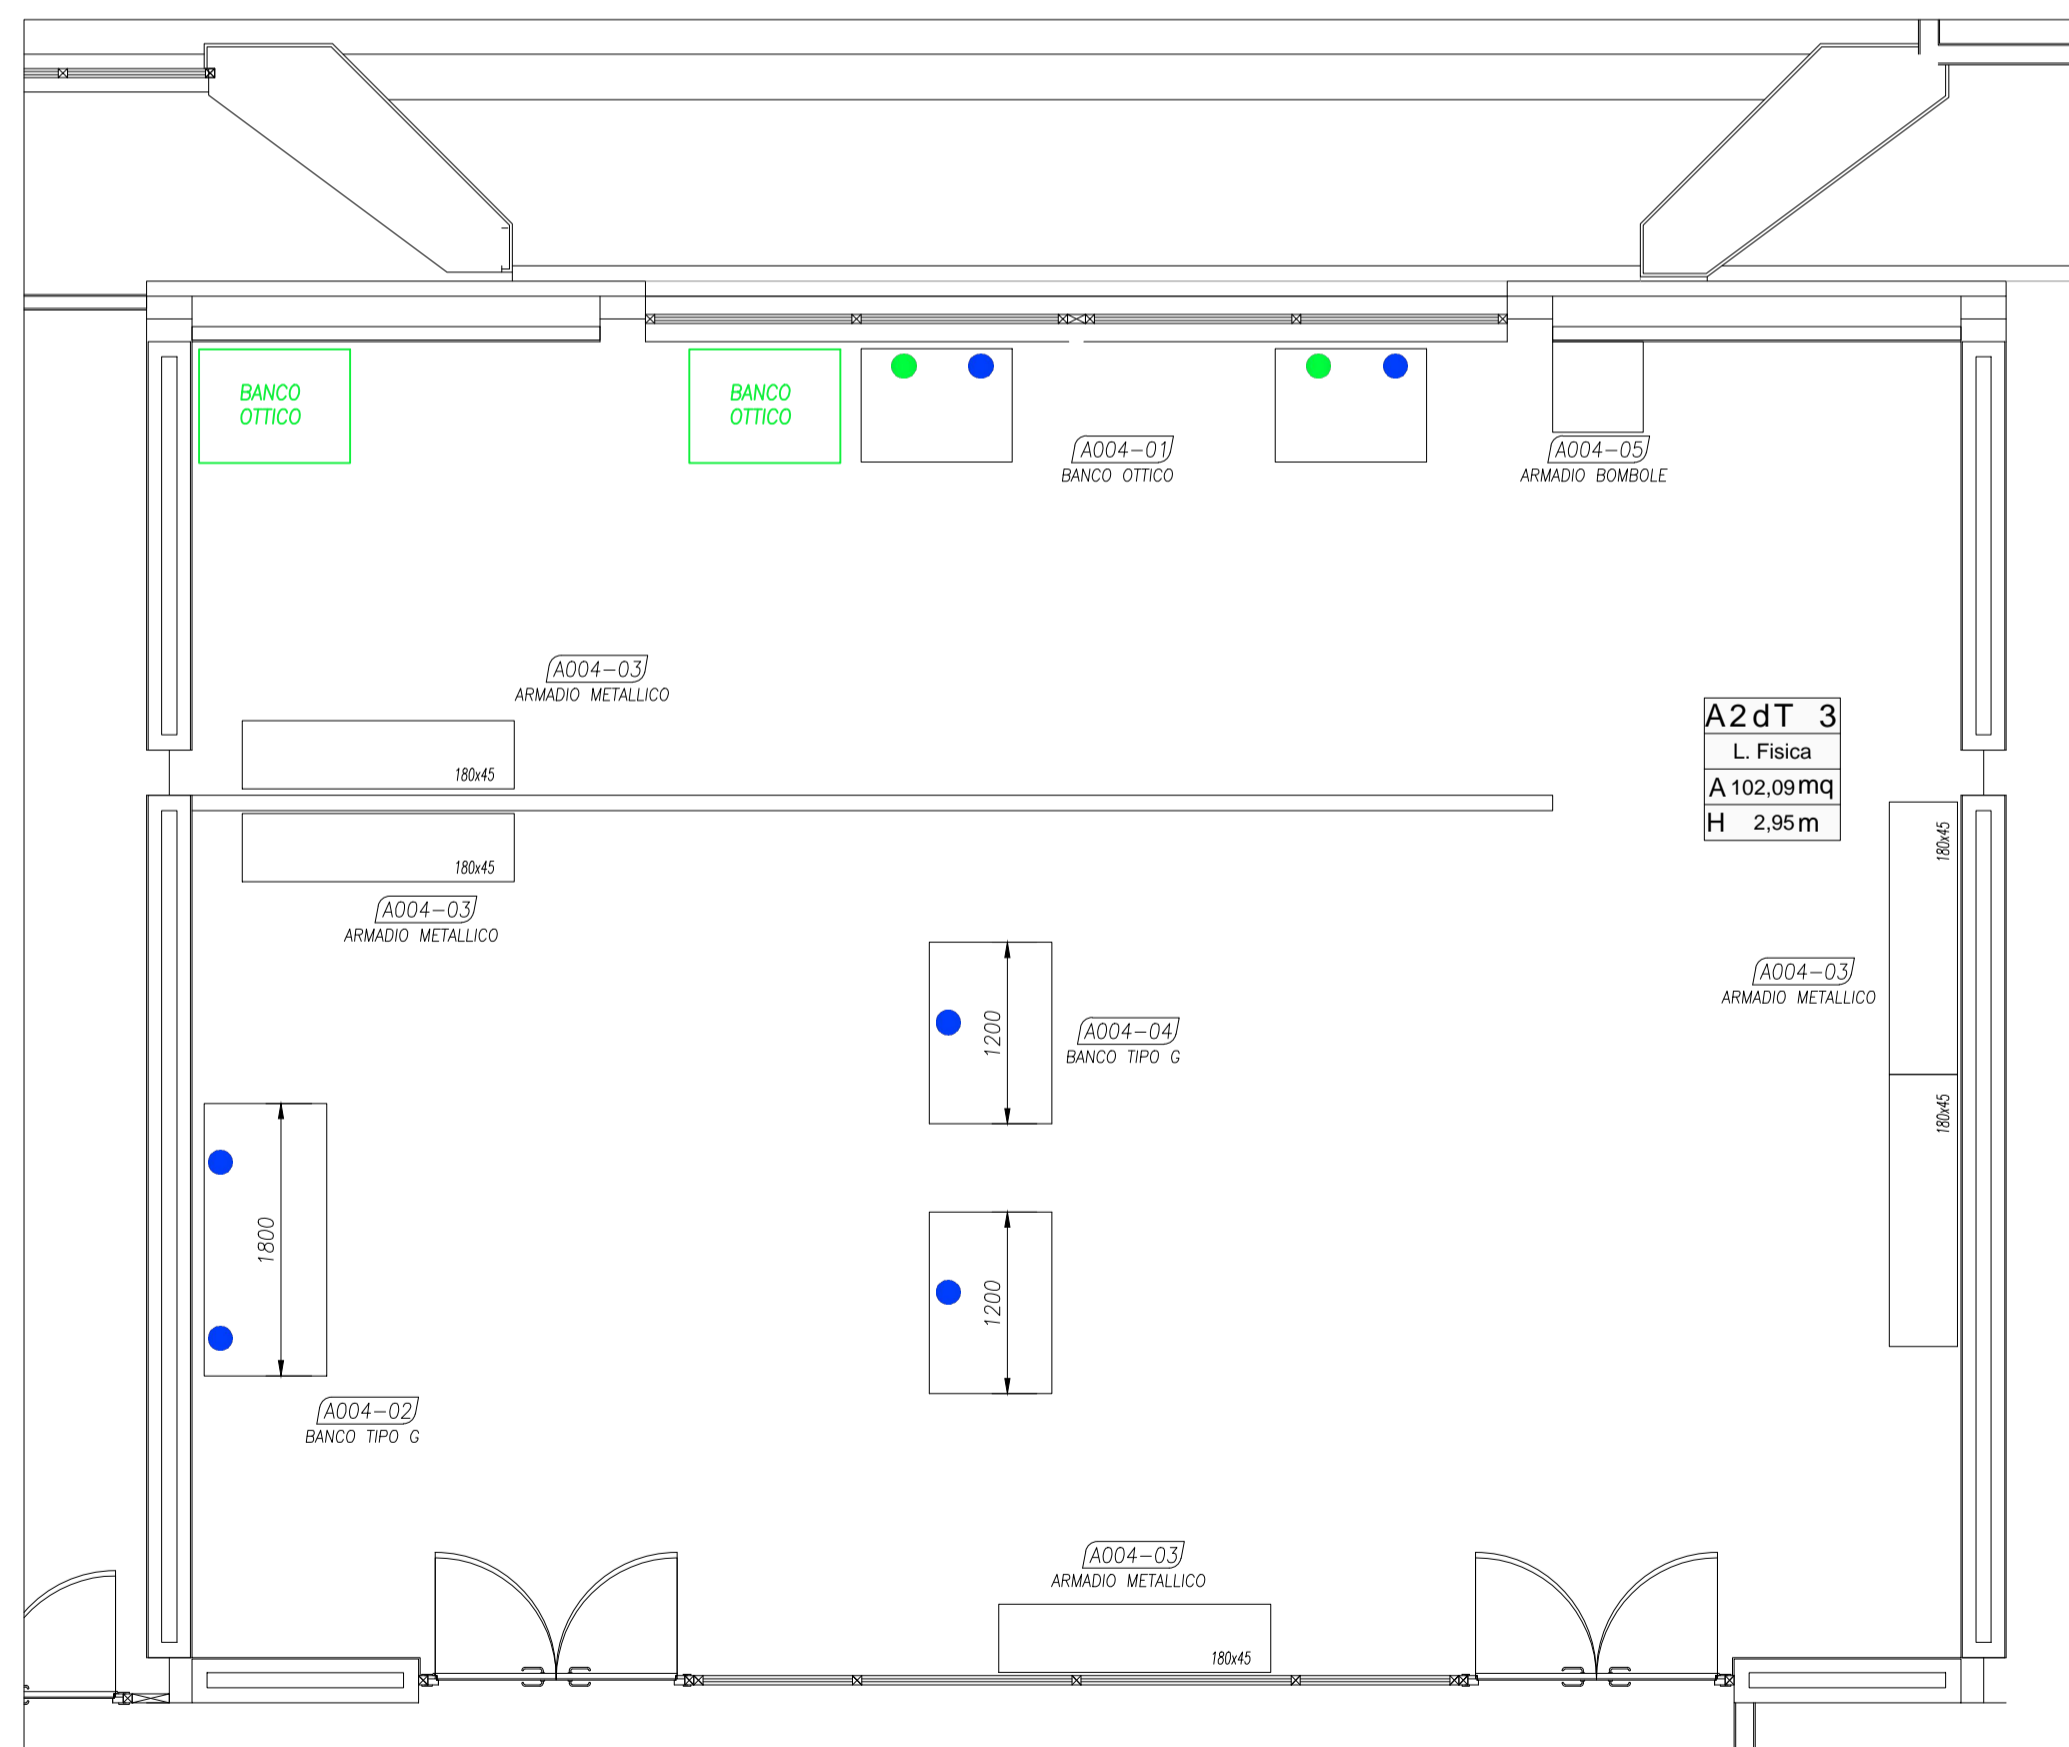 BANCO
OTTICO
BANCO
OTTICO
A004-01
BANCO OTTICO
A004-05
ARMADIO BOMBOLE
A004-03
ARMADIO METALLICO
180x45
A2dT 3
L. Fisica
A 102,09 mq
H 2,95 m
180x45
A004-03
ARMADIO METALLICO
180x45
A004-03
ARMADIO METALLICO
1200
A004-04
BANCO TIPO G
180x45
1800
1200
A004-02
BANCO TIPO G
A004-03
ARMADIO METALLICO
180x45